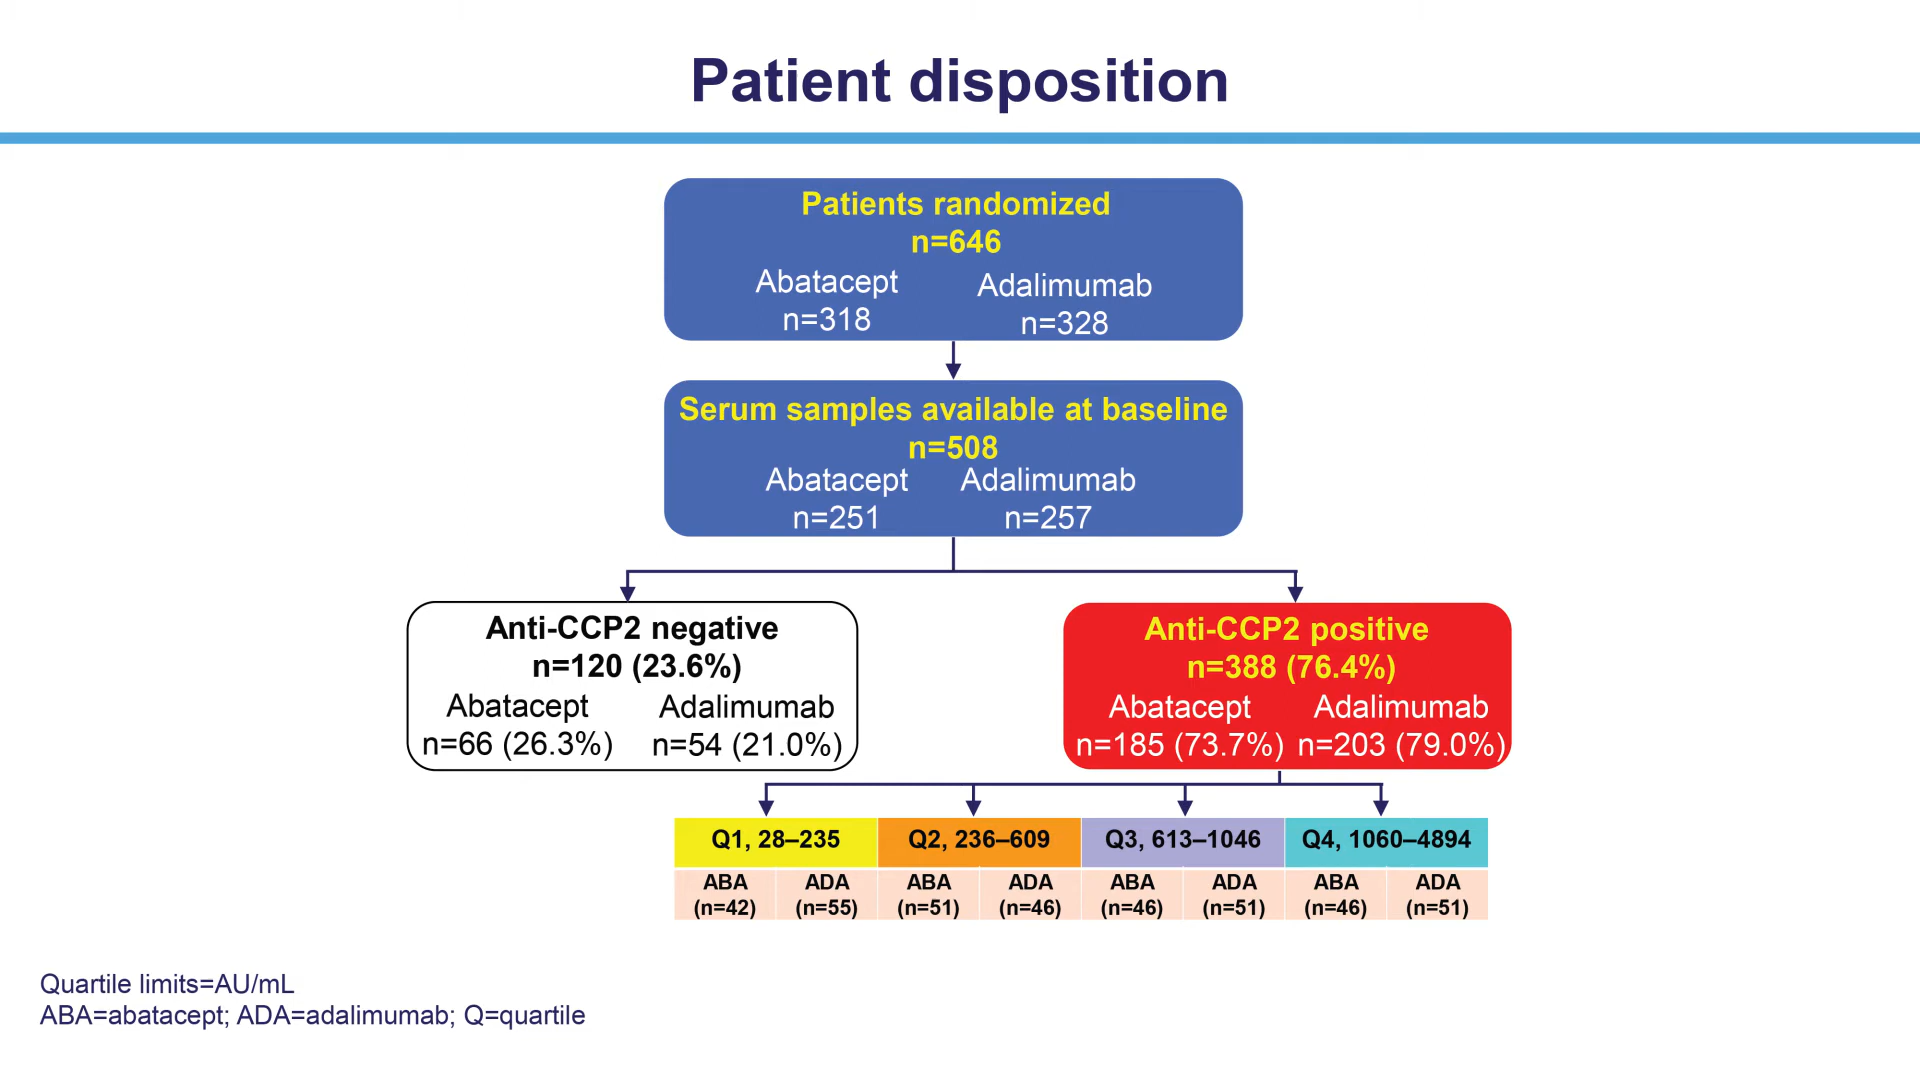 Patient disposition
Patients randomized
n=646
Abatacept Adalimumab
n=318 n=328
Serum samples available at baseline
n=508
Abatacept Adalimumab
n=251 n=257
Anti-CCP2 negative
n=120 (23.6%)
Abatacept Adalimumab
n=66 (26.3%) n=54 (21.0%)
Anti-CCP2 positive
n=388 (76.4%)
Abatacept Adalimumab
n=185 (73.7%) n=203 (79.0%)
Q1, 28–235 Q2, 236–609 Q3, 613–1046 Q4, 1060–4894
ABA ADA ABA ADA ABA ADA ABA ADA
(n=42) (n=55) (n=51) (n=46) (n=46) (n=51) (n=46) (n=51)
Quartile limits=AU/mL
ABA=abatacept; ADA=adalimumab; Q=quartile